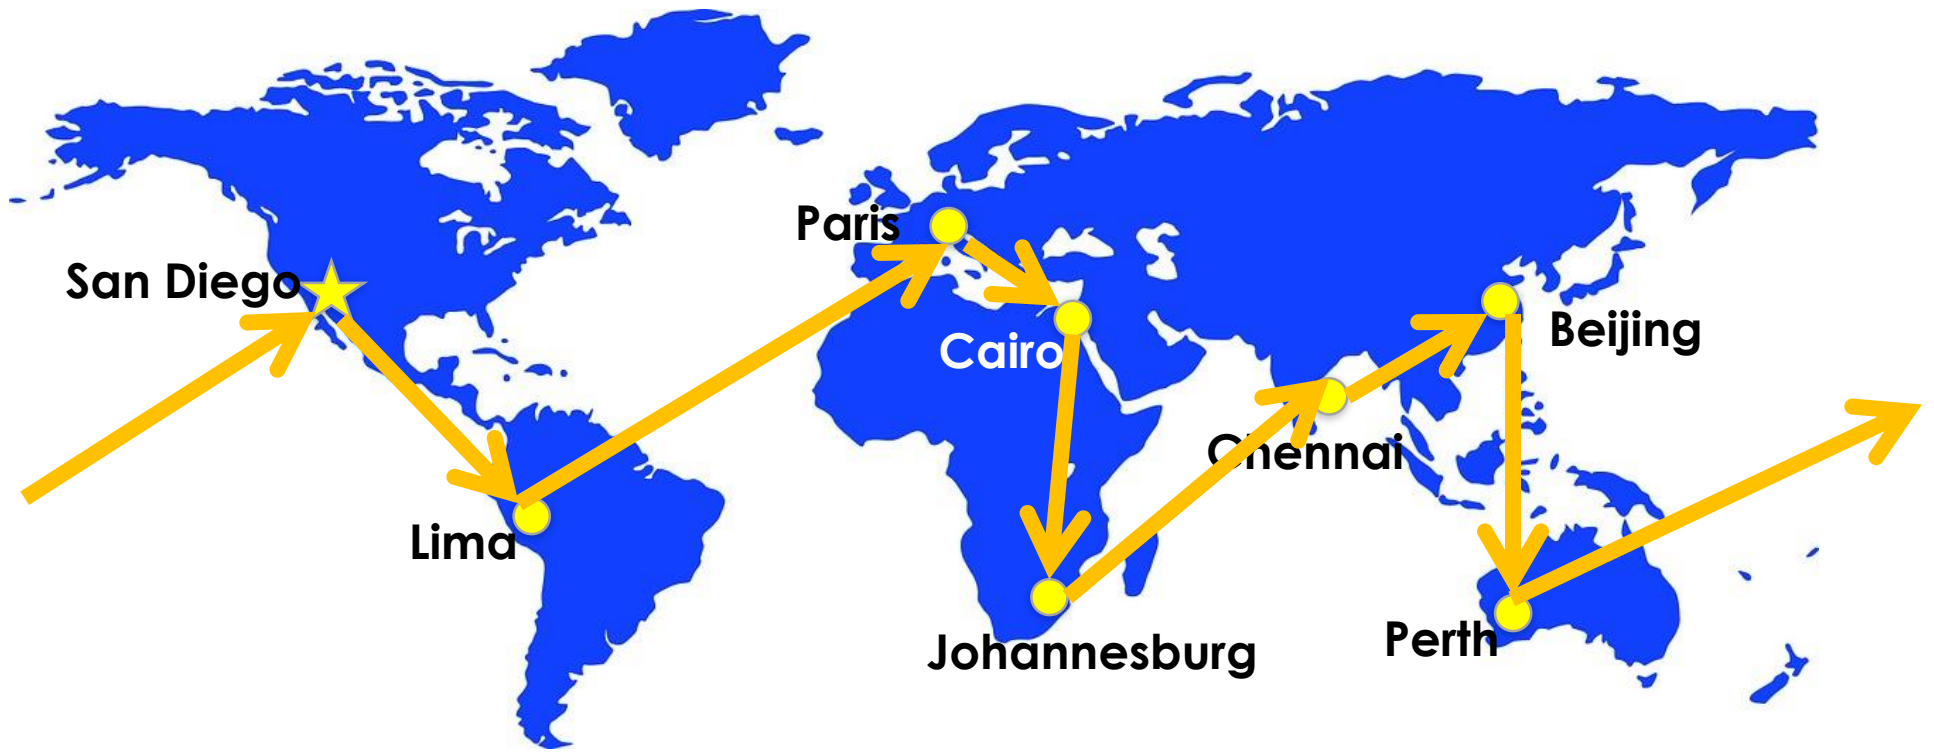 Paris
San Diego
Beijing
Cairo
Chennai
Lima
Perth
Johannesburg